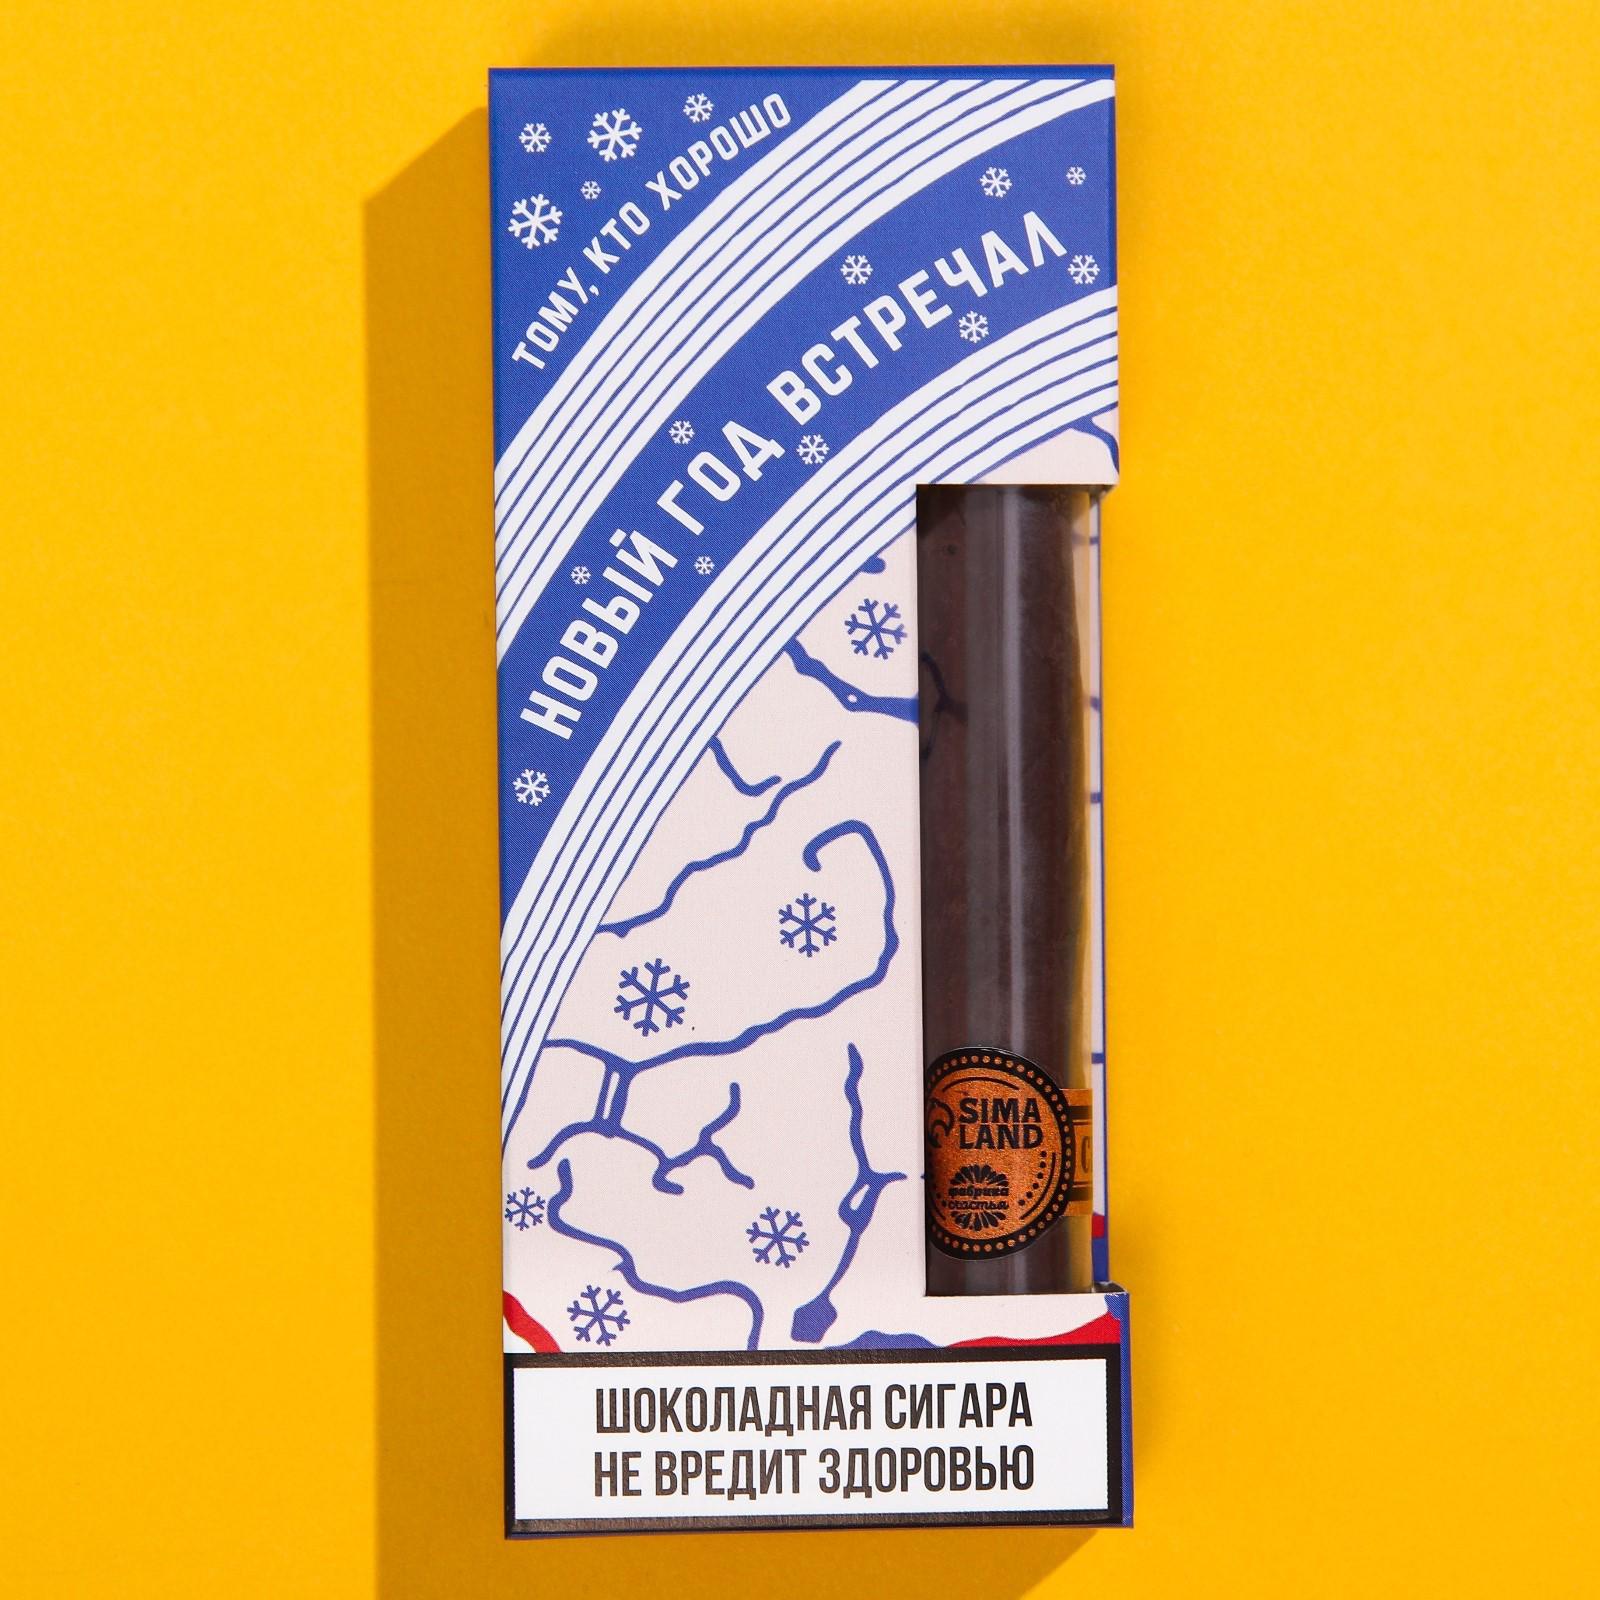 ТОМУ, КТО ХОРОШО
НОВЫЙ ГОД ВСТРЕЧАЛ
SIMA
LAND
фабрика
счастья
ШОКОЛАДНАЯ СИГАРА
НЕ ВРЕДИТ ЗДОРОВЬЮ